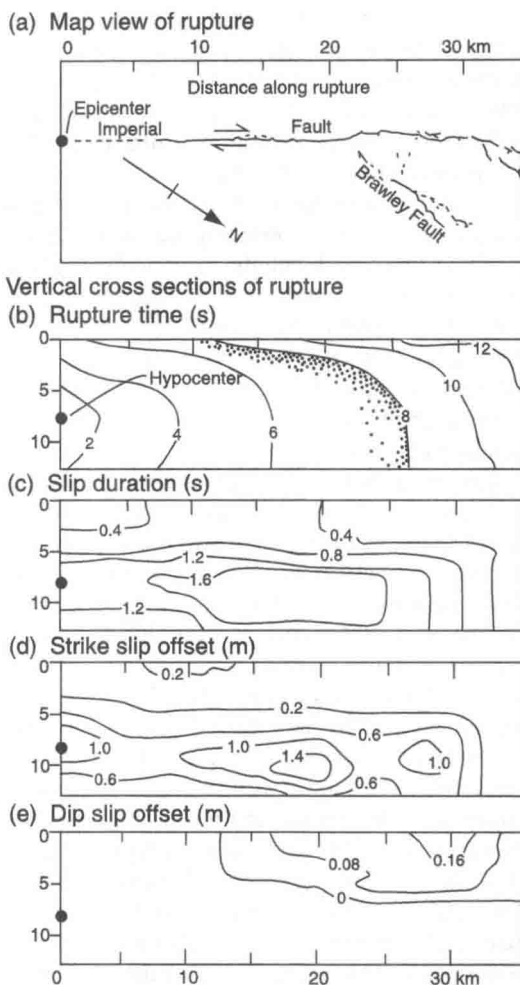 (a) Map view of rupture
0 10 20 30 km
Distance along rupture
Epicenter
Imperial Fault
N
Brawley Fault
Vertical cross sections of rupture
(b) Rupture time (s)
0
5
10
Hypocenter
2 4 6 8 10 12
(c) Slip duration (s)
0
5
10
0.4 0.4
1.2 0.8
1.6
1.2
(d) Strike slip offset (m)
0
5
10
0.2
0.2
0.6
1.0 1.0 1.4 1.0
0.6 0.6
(e) Dip slip offset (m)
0
5
10
0.08 0.16
0
0 10 20 30 km